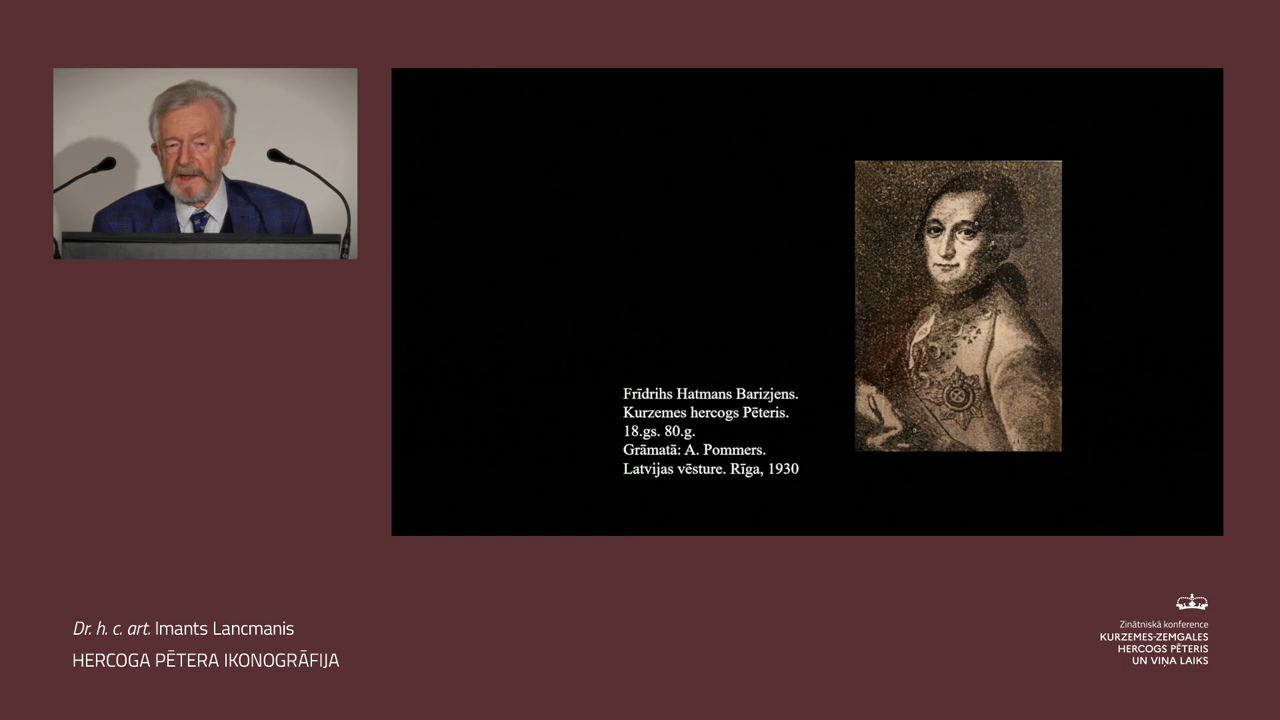 Frīdrihs Hatmans Barizjens.
Kurzemes hercogs Pēteris.
18.gs. 80.g.
Grāmatā: A. Pommers.
Latvijas vēsture. Rīga, 1930
Dr. h. c. art. Imants Lancmanis
HERCOGA PĒTERA IKONOGRĀFIJA
Zinātniskā konference
KURZEMES-ZEMGALES
HERCOGS PĒTERIS
UN VIŅA LAIKS